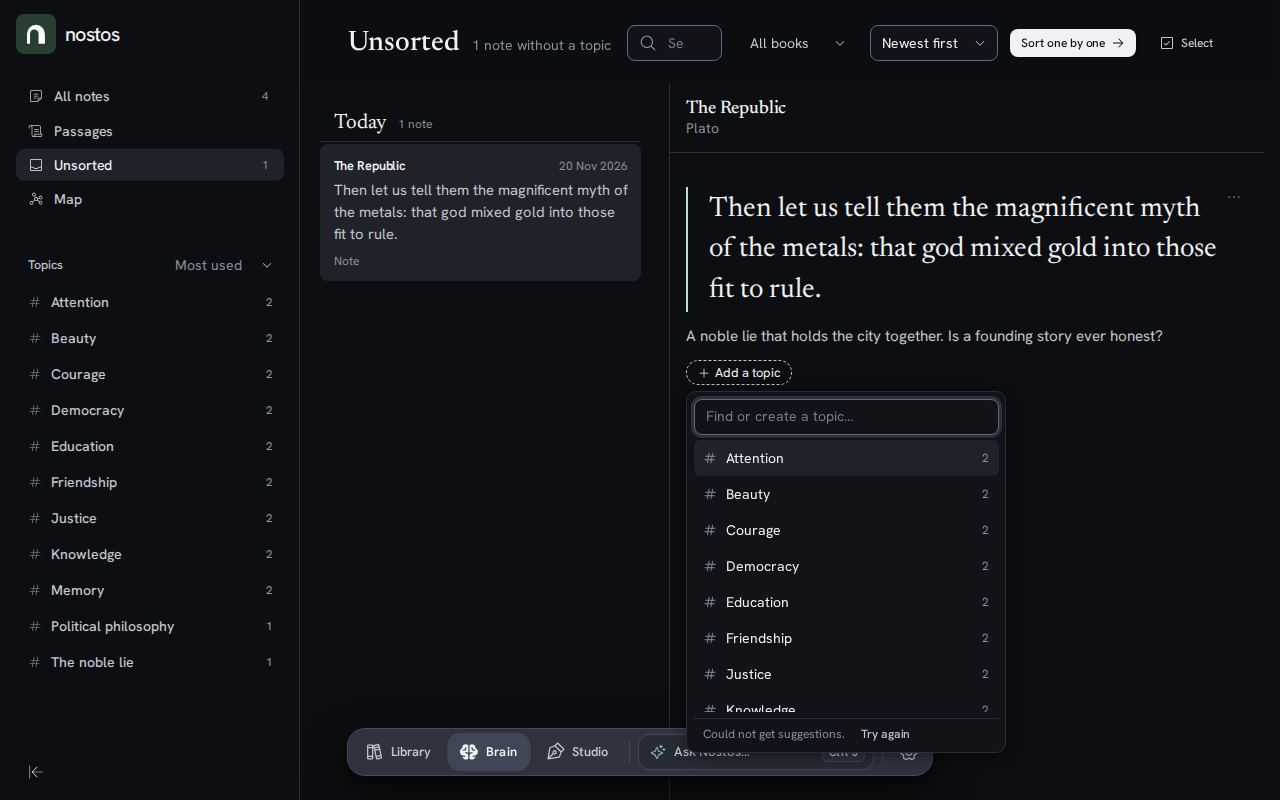 nostos
All notes 4
Passages
Unsorted 1
Map
Topics Most used
# Attention 2
# Beauty 2
# Courage 2
# Democracy 2
# Education 2
# Friendship 2
# Justice 2
# Knowledge 2
# Memory 2
# Political philosophy 1
# The noble lie 1
Unsorted 1 note without a topic
Se
All books
Newest first
Sort one by one →
Select
Today 1 note
The Republic 20 Nov 2026
Then let us tell them the magnificent myth of
the metals: that god mixed gold into those
fit to rule.
Note
The Republic
Plato
Then let us tell them the magnificent myth
of the metals: that god mixed gold into those
fit to rule.
...
A noble lie that holds the city together. Is a founding story ever honest?
+ Add a topic
Find or create a topic...
# Attention 2
# Beauty 2
# Courage 2
# Democracy 2
# Education 2
# Friendship 2
# Justice 2
# Knowledge 2
Could not get suggestions. Try again
Library
Brain
Studio
Ask Nostos...